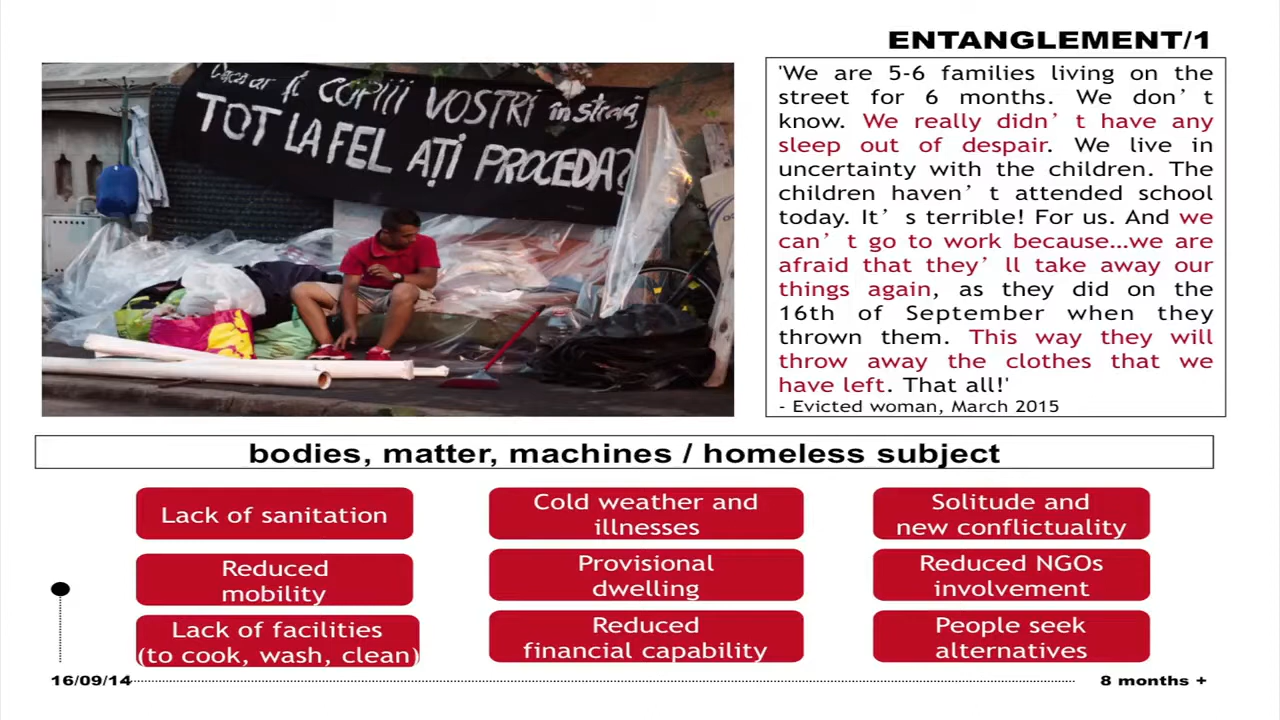 ENTANGLEMENT/1
Daca ar fi COPIII VOSTRI în stradă,
TOT LA FEL AȚI PROCEDA?
'We are 5-6 families living on the
street for 6 months. We don’t
know. We really didn’t have any
sleep out of despair. We live in
uncertainty with the children. The
children haven’t attended school
today. It’s terrible! For us. And we
can’t go to work because…we are
afraid that they’ll take away our
things again, as they did on the
16th of September when they
thrown them. This way they will
throw away the clothes that we
have left. That all!'
- Evicted woman, March 2015
bodies, matter, machines / homeless subject
Lack of sanitation
Cold weather and
illnesses
Solitude and
new conflictuality
Reduced
mobility
Provisional
dwelling
Reduced NGOs
involvement
Lack of facilities
(to cook, wash, clean)
Reduced
financial capability
People seek
alternatives
16/09/14
8 months +